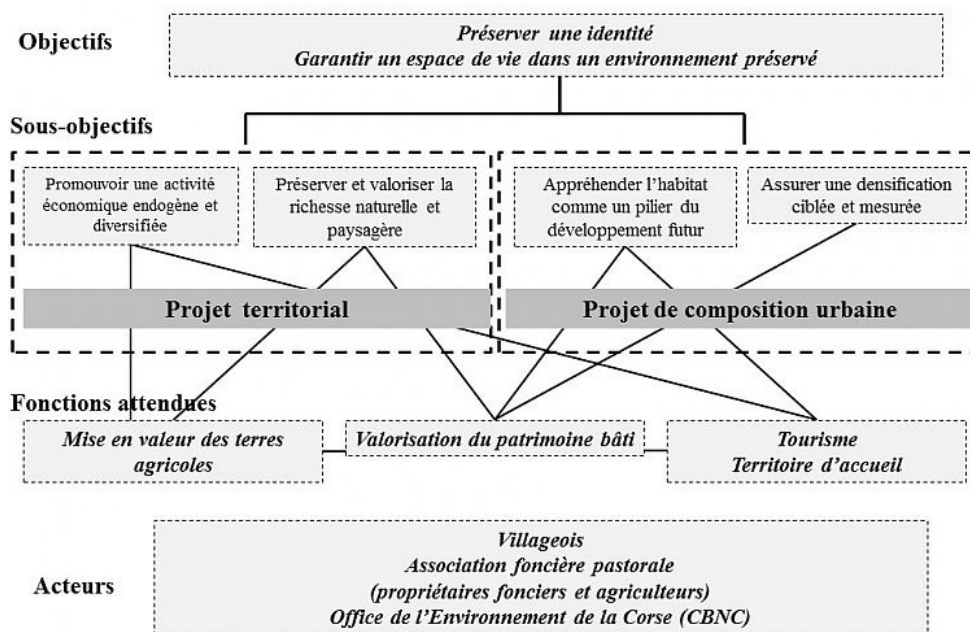 Objectifs
Préserver une identité
Garantir un espace de vie dans un environnement préservé
Sous-objectifs
Promouvoir une activité
économique endogène et
diversifiée
Préserver et valoriser la
richesse naturelle et
paysagère
Appréhender l'habitat
comme un pilier du
développement futur
Assurer une densification
ciblée et mesurée
Projet territorial
Projet de composition urbaine
Fonctions attendues
Mise en valeur des terres
agricoles
Valorisation du patrimoine bâti
Tourisme
Territoire d'accueil
Acteurs
Villageois
Association foncière pastorale
(propriétaires fonciers et agriculteurs)
Office de l'Environnement de la Corse (CBNC)